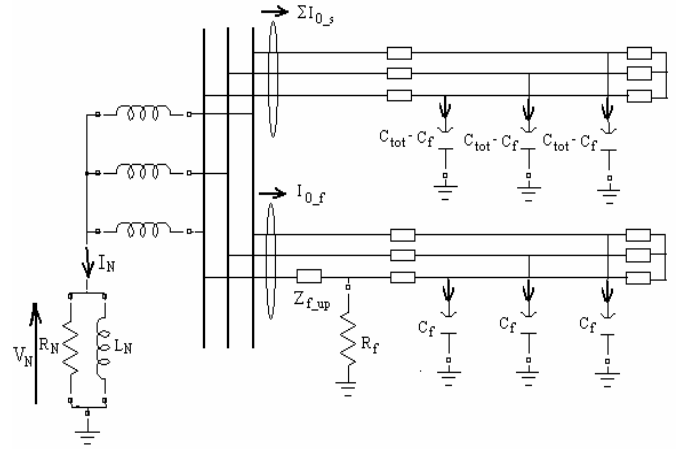 ΣI0_s
Ctot- Cf Ctot- Cf Ctot- Cf
I0_f
IN
Zf_up
VN RN LN
Rf
Cf Cf Cf